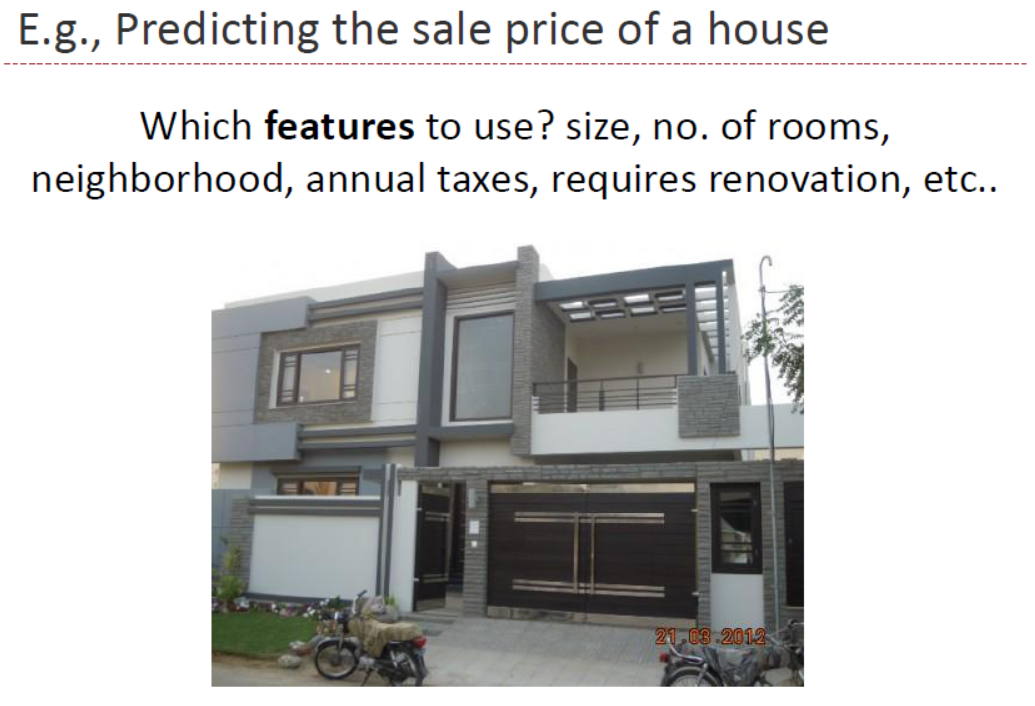 E.g., Predicting the sale price of a house
Which features to use? size, no. of rooms,
neighborhood, annual taxes, requires renovation, etc..
21.03.2012